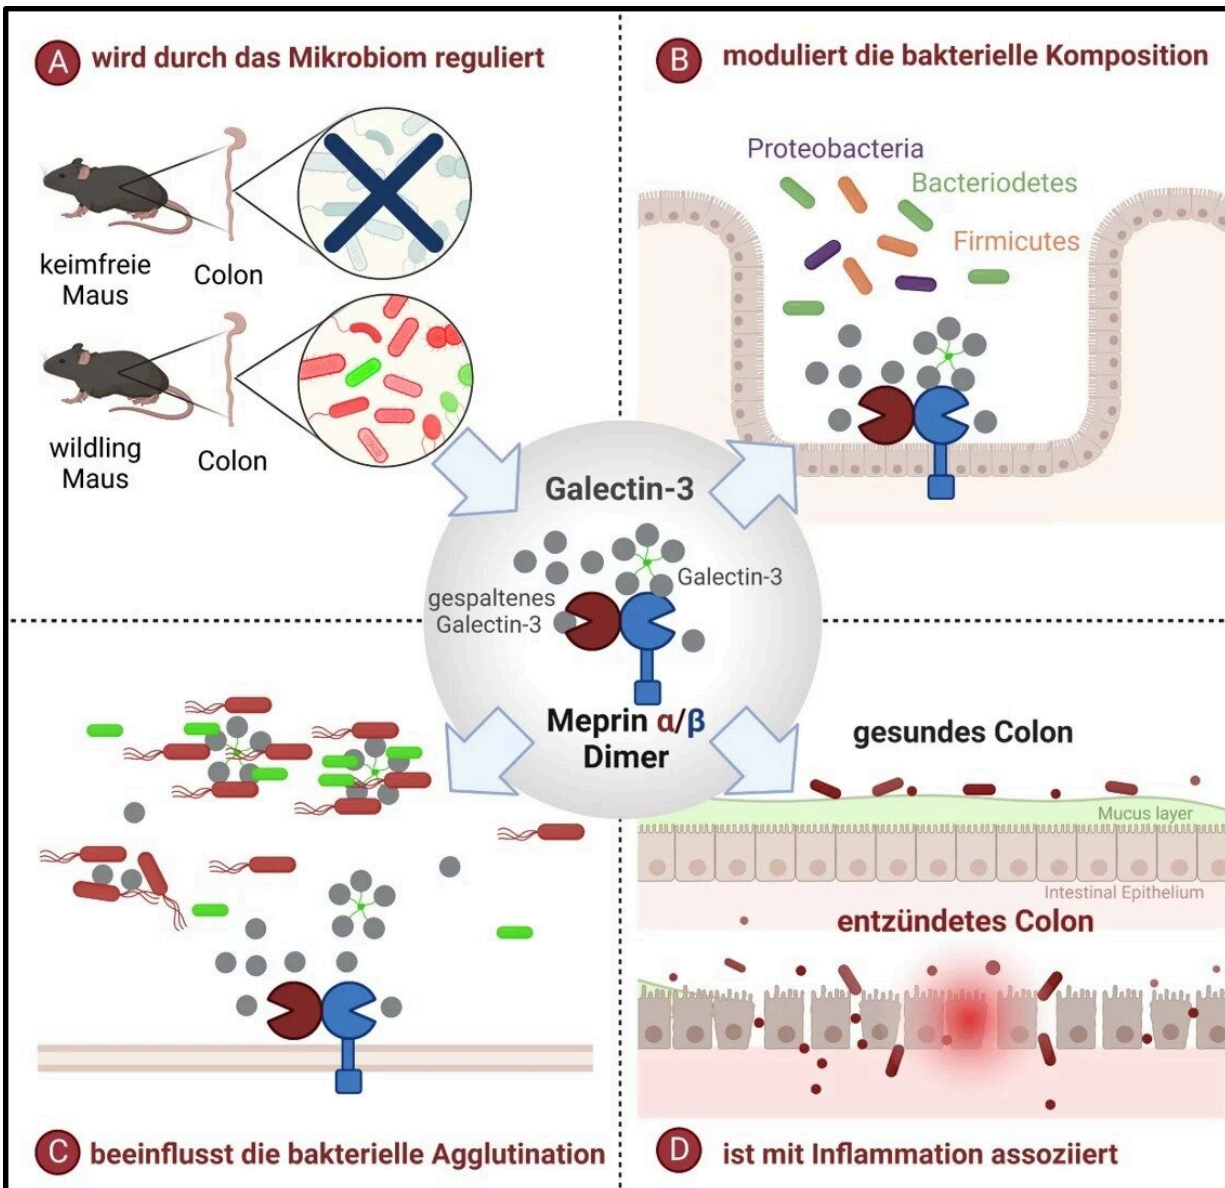 A wird durch das Mikrobiom reguliert
keimfreie
Maus
Colon
wildling
Maus
Colon
B moduliert die bakterielle Komposition
Proteobacteria
Bacteriodetes
Firmicutes
Galectin-3
Galectin-3
gespaltenes
Galectin-3
Meprin α/β
Dimer
C beeinflusst die bakterielle Agglutination
gesundes Colon
Mucus layer
Intestinal Epithelium
entzündetes Colon
D ist mit Inflammation assoziiert